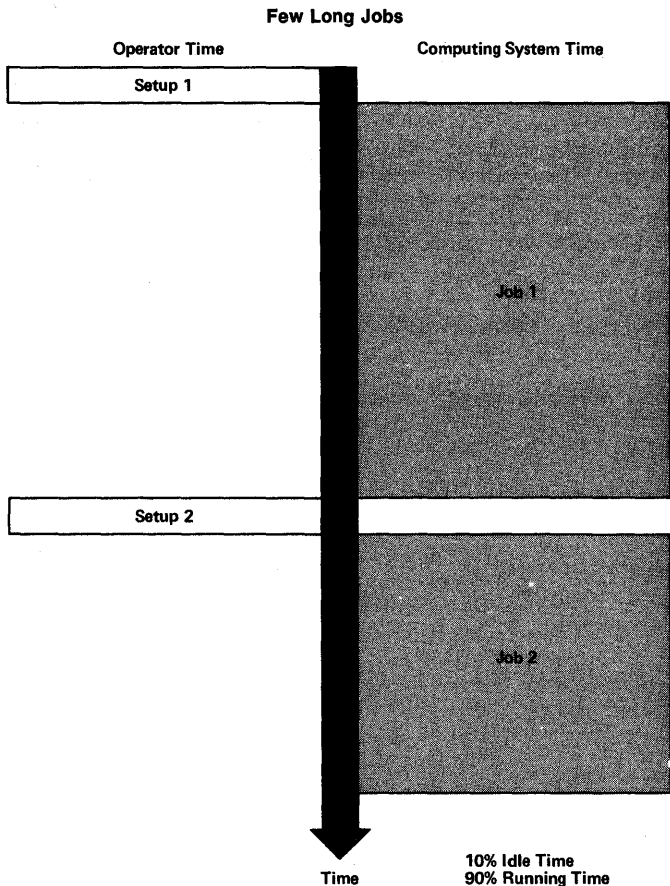 Few Long Jobs
Operator Time
Computing System Time
Setup 1
Job 1
Setup 2
Job 2
Time
10% Idle Time
90% Running Time